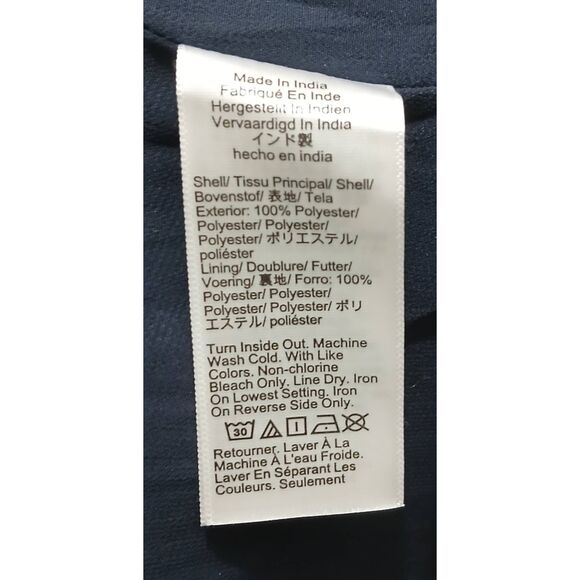 Made In India
Fabriqué En Inde
Hergestellt In Indien
Vervaardigd In India
インド製
hecho en india
Shell/ Tissu Principal/ Shell/
Bovenstof/ 表地/ Tela
Exterior: 100% Polyester/
Polyester/ Polyester/
Polyester/ ポリエステル/
poliéster
Lining/ Doublure/ Futter/
Voering/ 裏地/ Forro: 100%
Polyester/ Polyester/
Polyester/ Polyester/ ポリ
エステル/ poliéster
Turn Inside Out. Machine
Wash Cold. With Like
Colors. Non-chlorine
Bleach Only. Line Dry. Iron
On Lowest Setting. Iron
On Reverse Side Only.
30
Retourner. Laver À La
Machine À L'eau Froide.
Laver En Séparant Les
Couleurs. Seulement